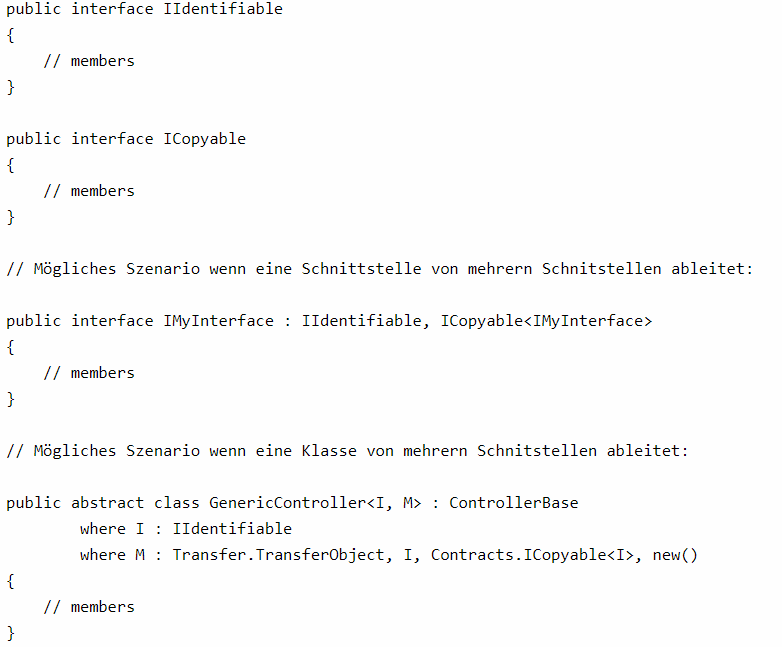 public interface IIdentifiable
{
    // members
}

public interface ICopyable
{
    // members
}

// Mögliches Szenario wenn eine Schnittstelle von mehrern Schnitstellen ableitet:

public interface IMyInterface : IIdentifiable, ICopyable<IMyInterface>
{
    // members
}

// Mögliches Szenario wenn eine Klasse von mehrern Schnitstellen ableitet:

public abstract class GenericController<I, M> : ControllerBase
        where I : IIdentifiable
        where M : Transfer.TransferObject, I, Contracts.ICopyable<I>, new()
{
    // members
}